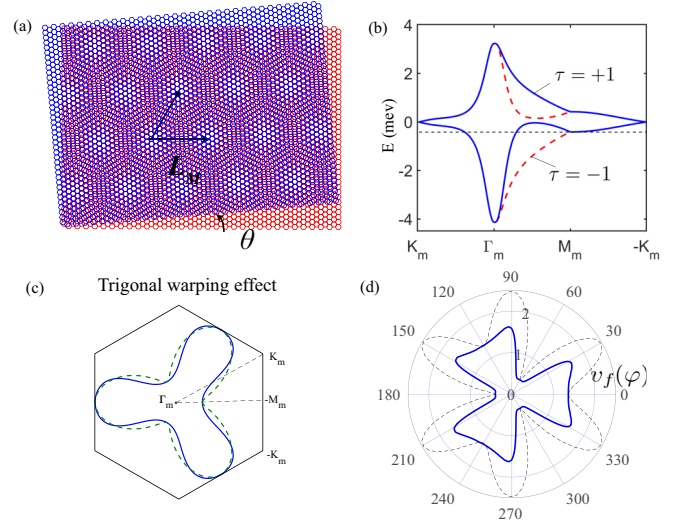 (a)
L_M
θ
(b)
E (mev)
4
2
0
-2
-4
τ = +1
τ = −1
K_m
Γ_m
M_m
-K_m
(c)
Trigonal warping effect
K_m
Γ_m
-M_m
-K_m
(d)
90
120
60
150
30
180
0
210
330
240
300
270
2
1
0
v_f(φ)